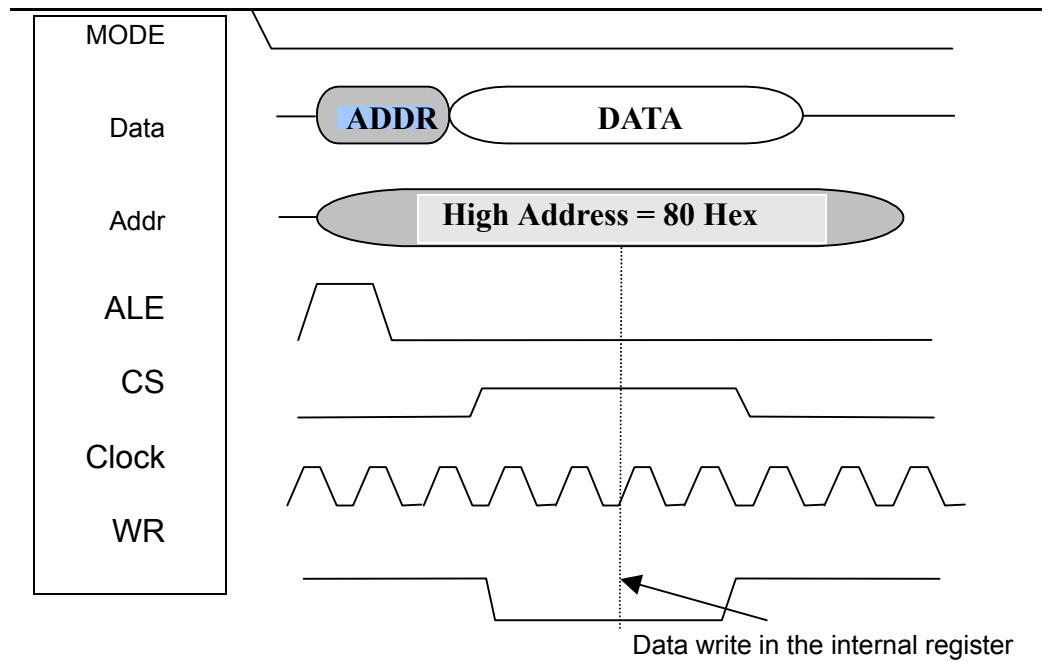 MODE
Data
ADDR
DATA
Addr
High Address = 80 Hex
ALE
CS
Clock
WR
Data write in the internal register